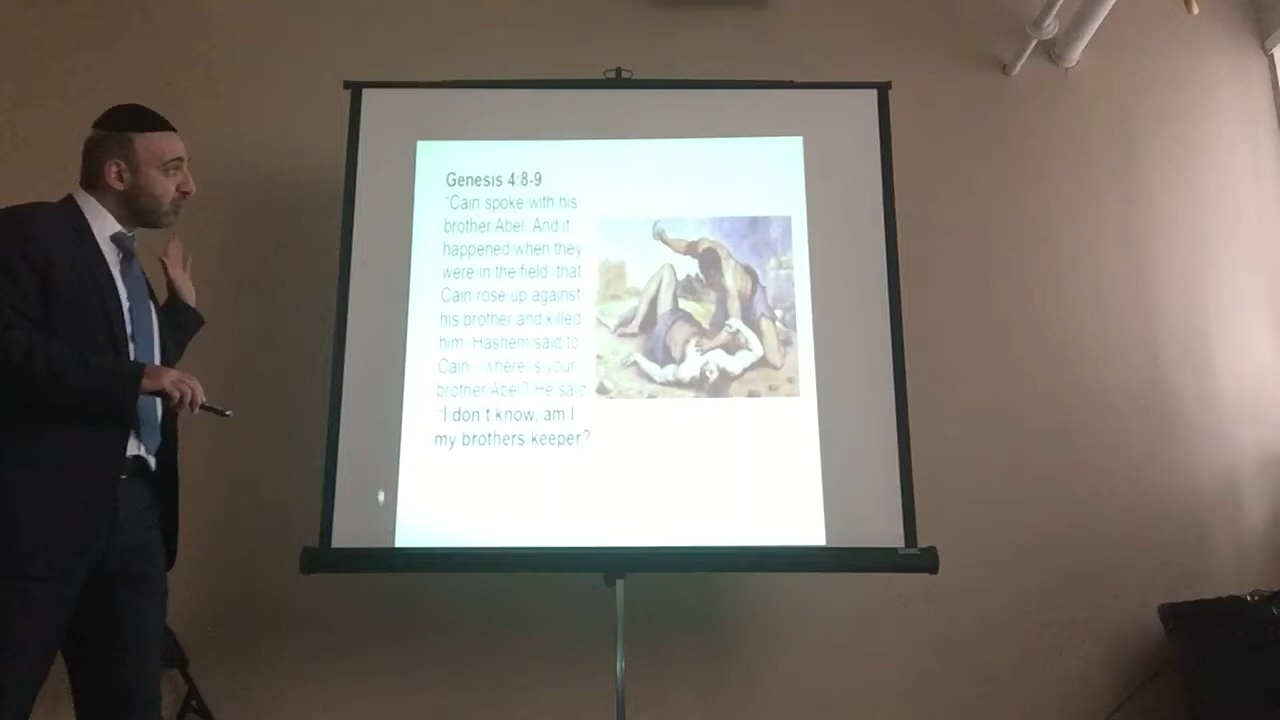 Genesis 4:8-9
"Cain spoke with his
brother Abel. And it
happened when they
were in the field that
Cain rose up against
his brother and killed
him. Hashem said to
Cain, where is your
brother Abel? He said
"I don't know, am I
my brothers keeper?